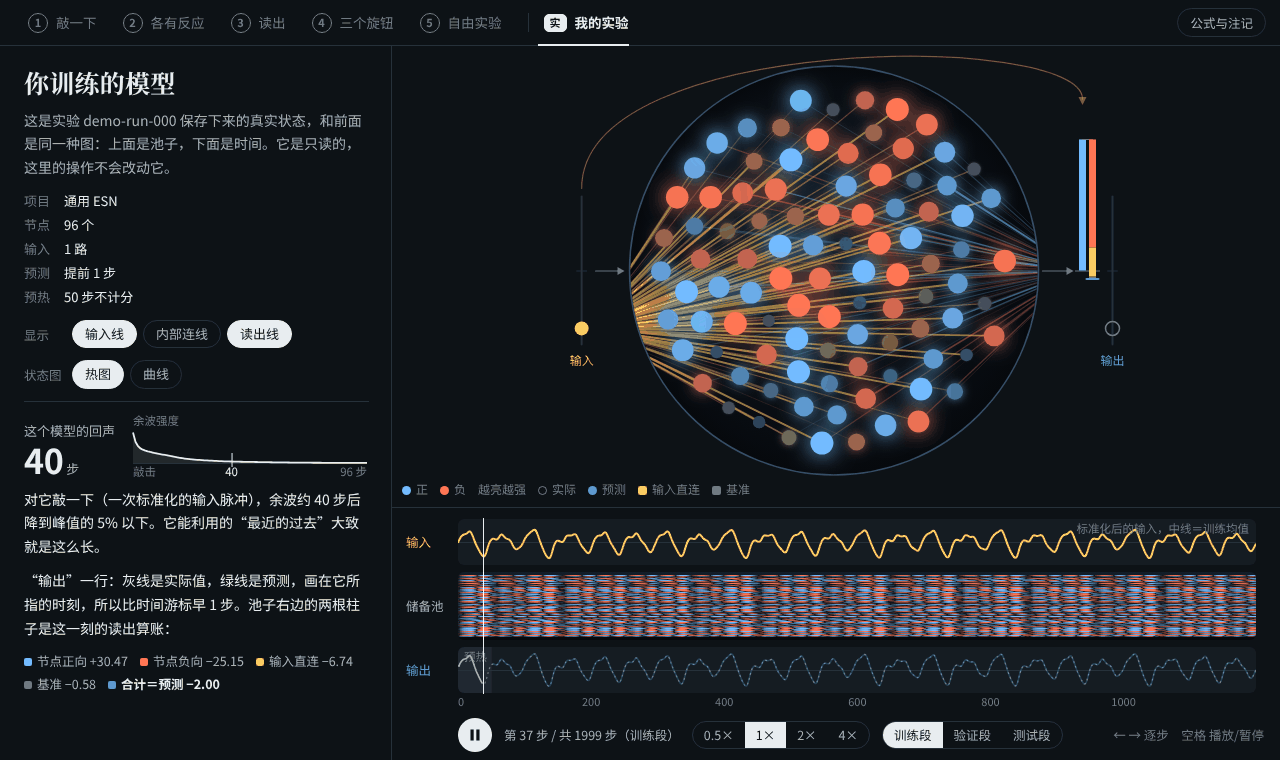 1 敲一下 2 各有反应 3 读出 4 三个旋钮 5 自由实验 实 我的实验 公式与注记
你训练的模型
这是实验 demo-run-000 保存下来的真实状态，和前面
是同一种图：上面是池子，下面是时间。它是只读的，
这里的操作不会改动它。
项目 通用 ESN
节点 96 个
输入 1 路
预测 提前 1 步
预热 50 步不计分
显示 输入线 内部连线 读出线
状态图 热图 曲线
余波强度
这个模型的回声
40 步
敲击 40 96 步
对它敲一下（一次标准化的输入脉冲），余波约 40 步后
降到峰值的 5% 以下。它能利用的“最近的过去”大致
就是这么长。
“输出”一行：灰线是实际值，绿线是预测，画在它所
指的时刻，所以比时间游标早 1 步。池子右边的两根柱
子是这一刻的读出算账：
节点正向 +30.47 节点负向 −25.15 输入直连 −6.74
基准 −0.58 合计＝预测 −2.00
输入
输出
正 负 越亮越强 实际 预测 输入直连 基准
标准化后的输入，中线＝训练均值
输入
储备池
预热
输出
0 200 400 600 800 1000
第 37 步 / 共 1999 步（训练段） 0.5× 1× 2× 4× 训练段 验证段 测试段 ←→ 逐步 空格 播放/暂停